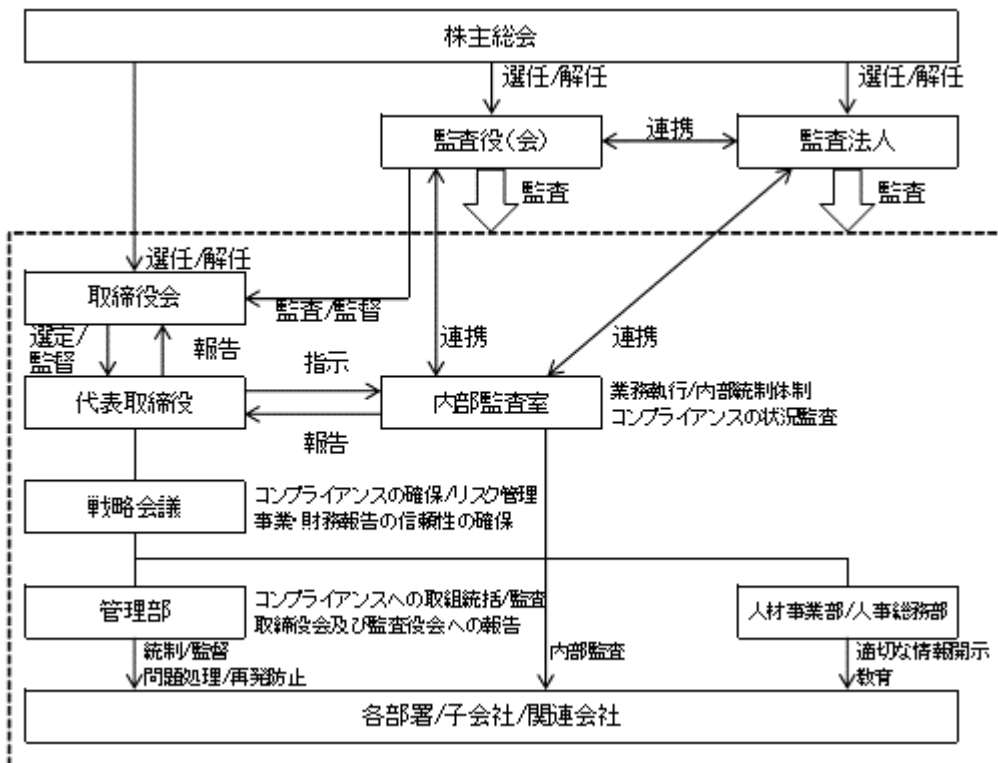 株主総会
選任/解任
選任/解任
監査役(会)
連携
監査法人
監査
監査
選任/解任
取締役会
監査/監督
選定/
監督
報告
指示
連携
連携
代表取締役
内部監査室
業務執行/内部統制体制
コンプライアンスの状況監査
報告
戦略会議
コンプライアンスの確保/リスク管理
事業・財務報告の信頼性の確保
管理部
コンプライアンスへの取組統括/監査
取締役会及び監査役会への報告
人材事業部/人事総務部
統制/監督
問題処理/再発防止
内部監査
適切な情報開示
教育
各部署/子会社/関連会社